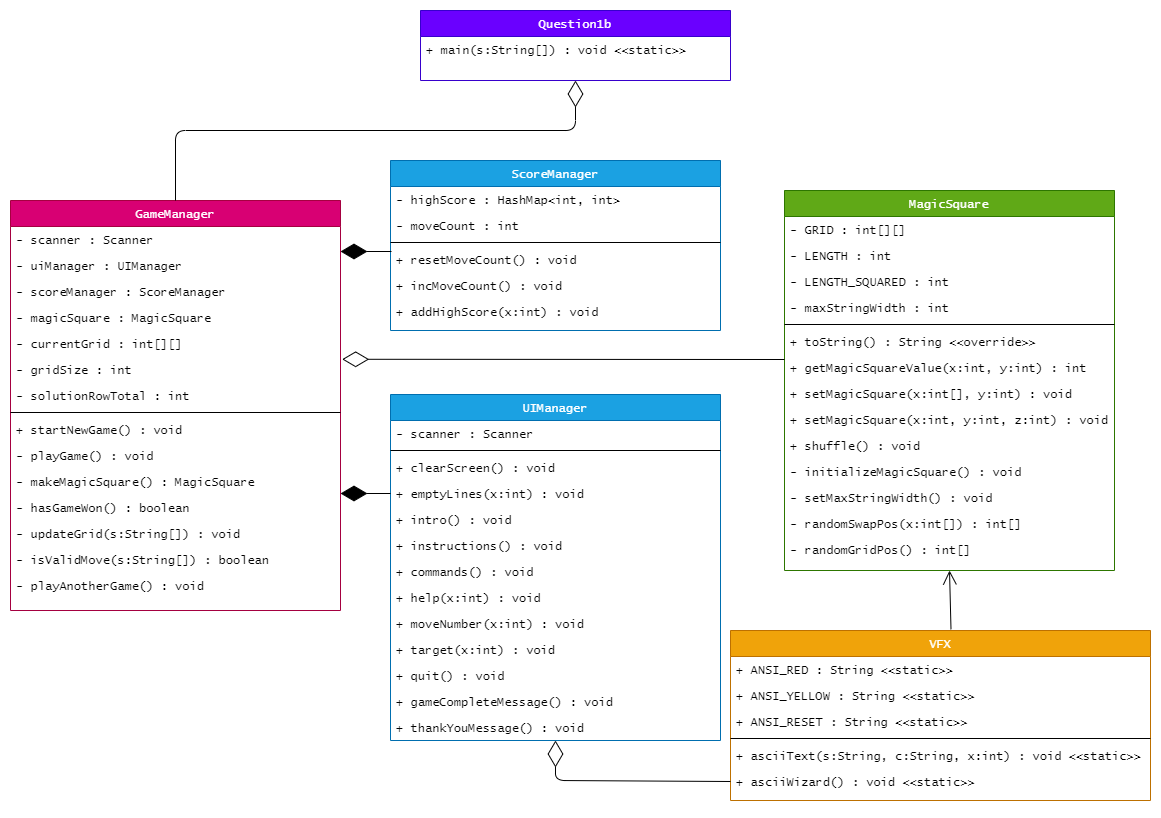 Question1b
+ main(s:String[]) : void <<static>>
ScoreManager
- highScore : HashMap<int, int>
- moveCount : int
+ resetMoveCount() : void
+ incMoveCount() : void
+ addHighScore(x:int) : void
GameManager
- scanner : Scanner
- uiManager : UIManager
- scoreManager : ScoreManager
- magicSquare : MagicSquare
- currentGrid : int[][]
- gridSize : int
- solutionRowTotal : int
+ startNewGame() : void
- playGame() : void
- makeMagicSquare() : MagicSquare
- hasGameWon() : boolean
- updateGrid(s:String[]) : void
- isValidMove(s:String[]) : boolean
- playAnotherGame() : void
MagicSquare
- GRID : int[][]
- LENGTH : int
- LENGTH_SQUARED : int
- maxStringWidth : int
+ toString() : String <<override>>
+ getMagicSquareValue(x:int, y:int) : int
+ setMagicSquare(x:int[], y:int) : void
+ setMagicSquare(x:int, y:int, z:int) : void
+ shuffle() : void
- initializeMagicSquare() : void
- setMaxStringWidth() : void
- randomSwapPos(x:int[]) : int[]
- randomGridPos() : int[]
UIManager
- scanner : Scanner
+ clearScreen() : void
+ emptyLines(x:int) : void
+ intro() : void
+ instructions() : void
+ commands() : void
+ help(x:int) : void
+ moveNumber(x:int) : void
+ target(x:int) : void
+ quit() : void
+ gameCompleteMessage() : void
+ thankYouMessage() : void
VFX
+ ANSI_RED : String <<static>>
+ ANSI_YELLOW : String <<static>>
+ ANSI_RESET : String <<static>>
+ asciiText(s:String, c:String, x:int) : void <<static>>
+ asciiWizard() : void <<static>>